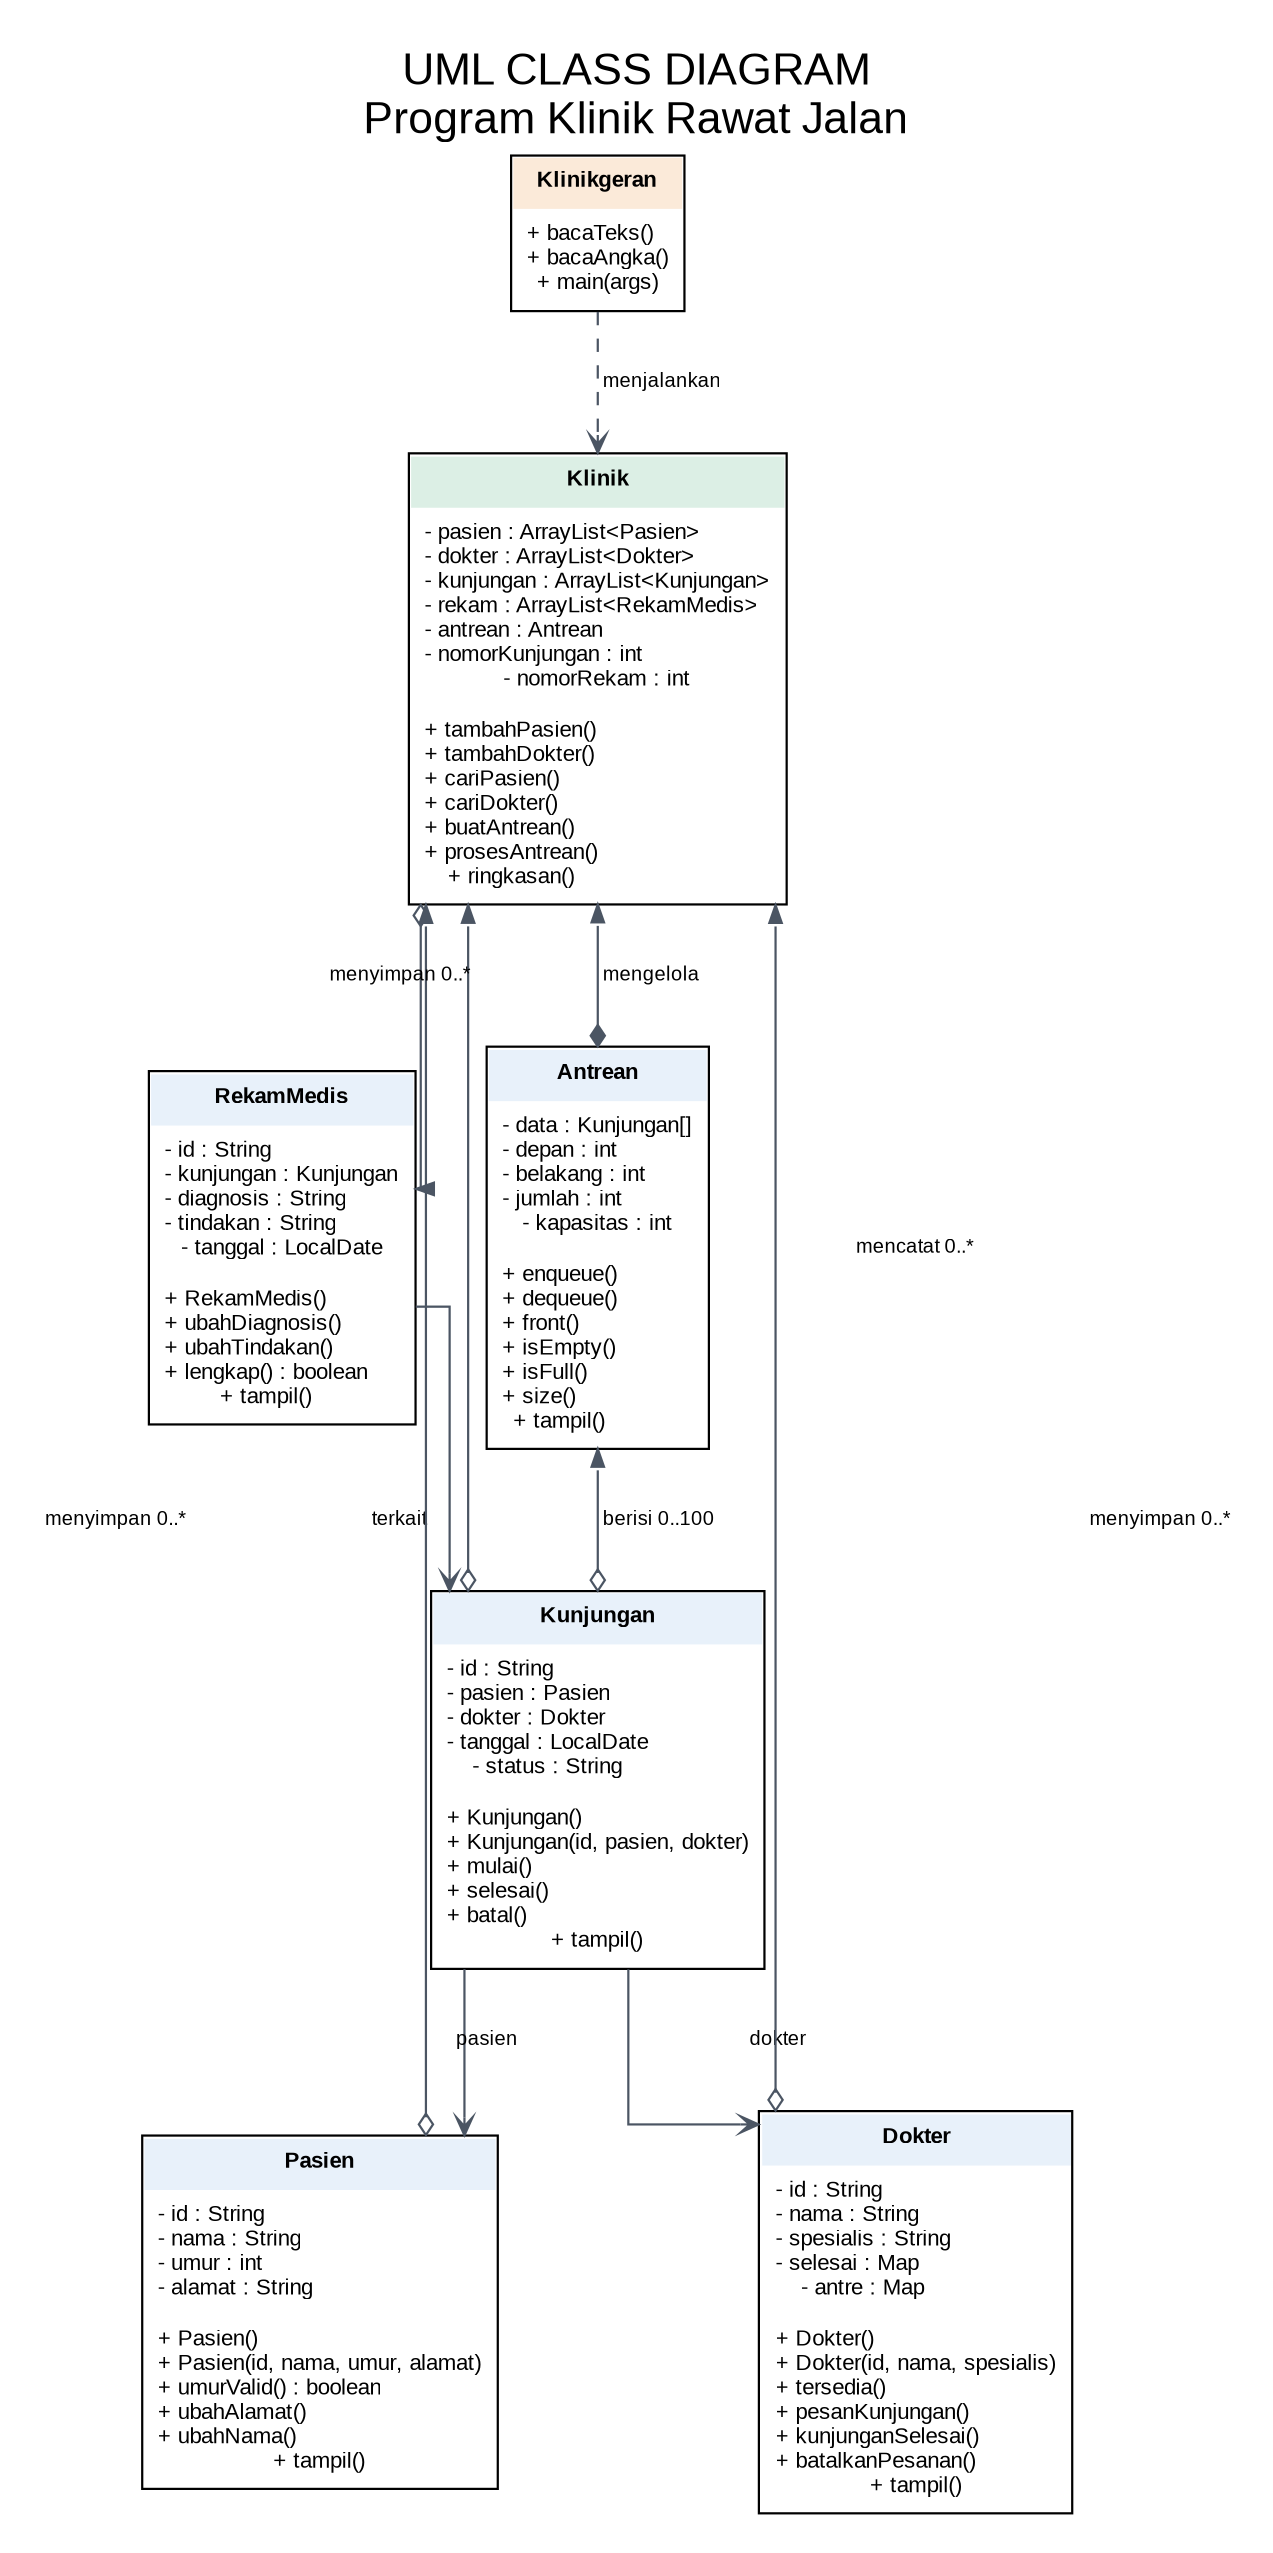 UML CLASS DIAGRAM
Program Klinik Rawat Jalan
Klinikgeran
+ bacaTeks()
+ bacaAngka()
+ main(args)
menjalankan
Klinik
- pasien : ArrayList<Pasien>
- dokter : ArrayList<Dokter>
- kunjungan : ArrayList<Kunjungan>
- rekam : ArrayList<RekamMedis>
- antrean : Antrean
- nomorKunjungan : int
- nomorRekam : int
+ tambahPasien()
+ tambahDokter()
+ cariPasien()
+ cariDokter()
+ buatAntrean()
+ prosesAntrean()
+ ringkasan()
menyimpan 0..*
mengelola
RekamMedis
- id : String
- kunjungan : Kunjungan
- diagnosis : String
- tindakan : String
- tanggal : LocalDate
+ RekamMedis()
+ ubahDiagnosis()
+ ubahTindakan()
+ lengkap() : boolean
+ tampil()
Antrean
- data : Kunjungan[]
- depan : int
- belakang : int
- jumlah : int
- kapasitas : int
+ enqueue()
+ dequeue()
+ front()
+ isEmpty()
+ isFull()
+ size()
+ tampil()
mencatat 0..*
menyimpan 0..*
terkait
berisi 0..100
menyimpan 0..*
Kunjungan
- id : String
- pasien : Pasien
- dokter : Dokter
- tanggal : LocalDate
- status : String
+ Kunjungan()
+ Kunjungan(id, pasien, dokter)
+ mulai()
+ selesai()
+ batal()
+ tampil()
pasien
dokter
Pasien
- id : String
- nama : String
- umur : int
- alamat : String
+ Pasien()
+ Pasien(id, nama, umur, alamat)
+ umurValid() : boolean
+ ubahAlamat()
+ ubahNama()
+ tampil()
Dokter
- id : String
- nama : String
- spesialis : String
- selesai : Map
- antre : Map
+ Dokter()
+ Dokter(id, nama, spesialis)
+ tersedia()
+ pesanKunjungan()
+ kunjunganSelesai()
+ batalkanPesanan()
+ tampil()